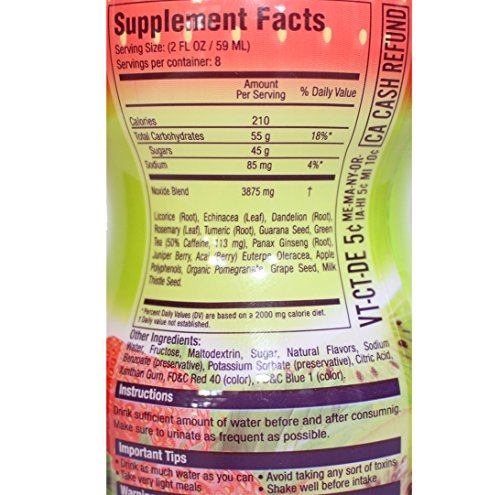 Supplement Facts
Serving Size: (2 FL OZ / 59 ML)
Servings per container: 8
Amount Per Serving % Daily Value
Calories 210
Total Carbohydrates 55 g 18%*
Sugars 45 g
Sodium 85 mg 4%*
Noxide Blend 3875 mg †
Licorice (Root), Echinacea (Leaf), Dandelion (Root),
Rosemary (Leaf), Tumeric (Root), Guarana Seed, Green
Tea (50% Caffeine, 113 mg), Panax Ginseng (Root),
Juniper Berry, Acai (Berry) Euterpe, Oleracea, Apple
Polyphenols, Organic Pomegranate, Grape Seed, Milk
Thistle Seed.
* Percent Daily Values (DV) are based on a 2000 mg calorie diet.
† Daily value not established.
Other Ingredients:
Water, Fructose, Maltodextrin, Sugar, Natural Flavors, Sodium
Benzoate (preservative), Potassium Sorbate (preservative), Citric Acid,
Xanthan Gum, FD&C Red 40 (color), FD&C Blue 1 (color).
Instructions
Drink sufficient amount of water before and after consumnig.
Make sure to urinate as frequent as possible.
Important Tips
• Drink as much water as you can
• Take very light meals
• Avoid taking any sort of toxins
• Shake well before intake
VT-CT-DE 5¢ ME-MA-NY-OR-
IA-HI 5¢ MI 10¢
CA CASH REFUND